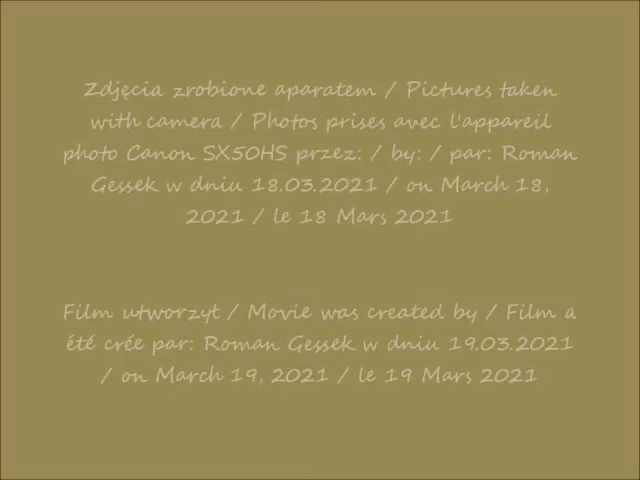 Zdjęcia zrobione aparatem / Pictures taken
with camera / Photos prises avec l'appareil
photo Canon SX50HS przez: / by: / par: Roman
Gessek w dniu 18.03.2021 / on March 18,
2021 / le 18 Mars 2021
Film utworzył / Movie was created by / Film a
été crée par: Roman Gessek w dniu 19.03.2021
/ on March 19, 2021 / le 19 Mars 2021